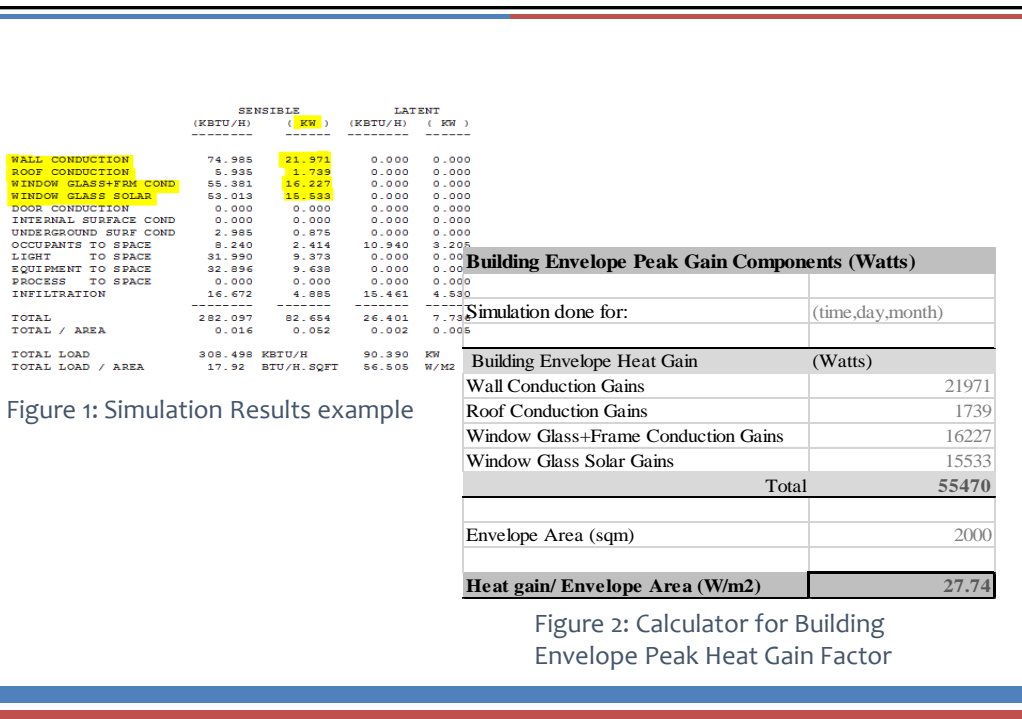 SENSIBLE LATENT
(KBTU/H) ( KW ) (KBTU/H) ( KW )
-------- ------ -------- ------
WALL CONDUCTION 74.985 21.971 0.000 0.000
ROOF CONDUCTION 5.935 1.739 0.000 0.000
WINDOW GLASS+FRM COND 55.381 16.227 0.000 0.000
WINDOW GLASS SOLAR 53.013 15.533 0.000 0.000
DOOR CONDUCTION 0.000 0.000 0.000 0.000
INTERNAL SURFACE COND 0.000 0.000 0.000 0.000
UNDERGROUND SURF COND 2.985 0.875 0.000 0.000
OCCUPANTS TO SPACE 8.240 2.414 10.940 3.205
LIGHT TO SPACE 31.990 9.373 0.000 0.00
EQUIPMENT TO SPACE 32.896 9.638 0.000 0.000
PROCESS TO SPACE 0.000 0.000 0.000 0.000
INFILTRATION 16.672 4.885 15.461 4.530
-------- ------ -------- ------
TOTAL 282.097 82.654 26.401 7.736
TOTAL / AREA 0.016 0.052 0.002 0.005
TOTAL LOAD 308.498 KBTU/H 90.390 KW
TOTAL LOAD / AREA 17.92 BTU/H.SQFT 56.505 W/M2
Figure 1: Simulation Results example
Building Envelope Peak Gain Components (Watts)
Simulation done for: (time,day,month)
Building Envelope Heat Gain (Watts)
Wall Conduction Gains 21971
Roof Conduction Gains 1739
Window Glass+Frame Conduction Gains 16227
Window Glass Solar Gains 15533
Total 55470
Envelope Area (sqm) 2000
Heat gain/ Envelope Area (W/m2) 27.74
Figure 2: Calculator for Building
Envelope Peak Heat Gain Factor